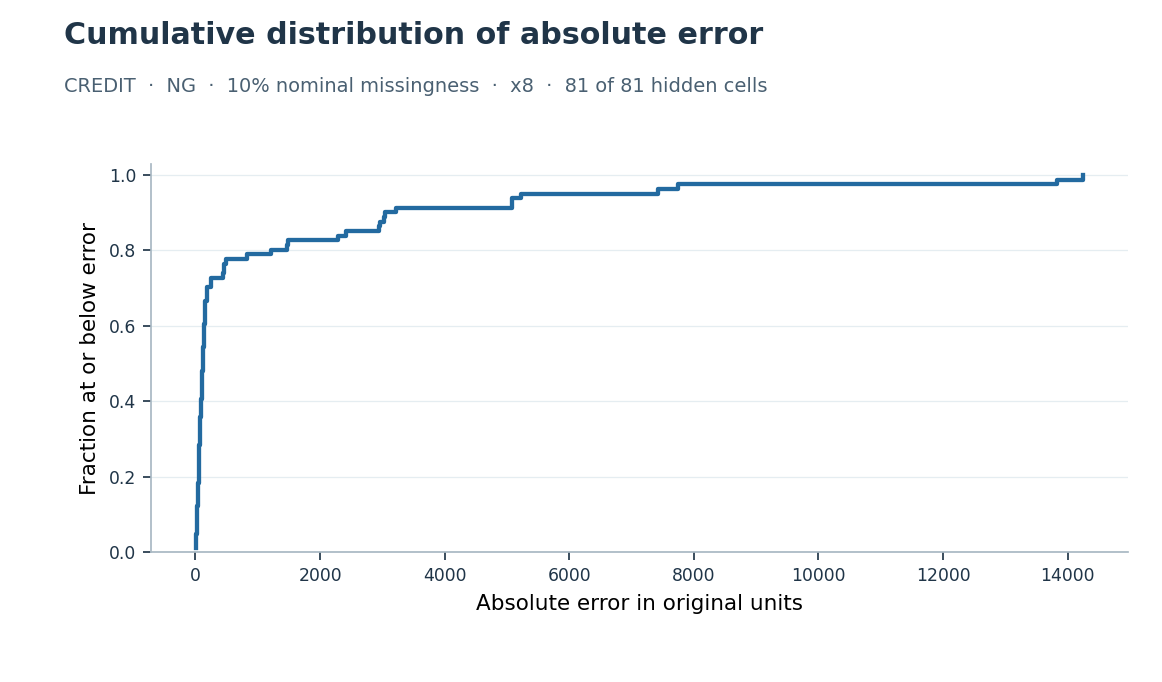 Cumulative distribution of absolute error
CREDIT · NG · 10% nominal missingness · x8 · 81 of 81 hidden cells
Fraction at or below error
1.0
0.8
0.6
0.4
0.2
0.0
0 2000 4000 6000 8000 10000 12000 14000
Absolute error in original units